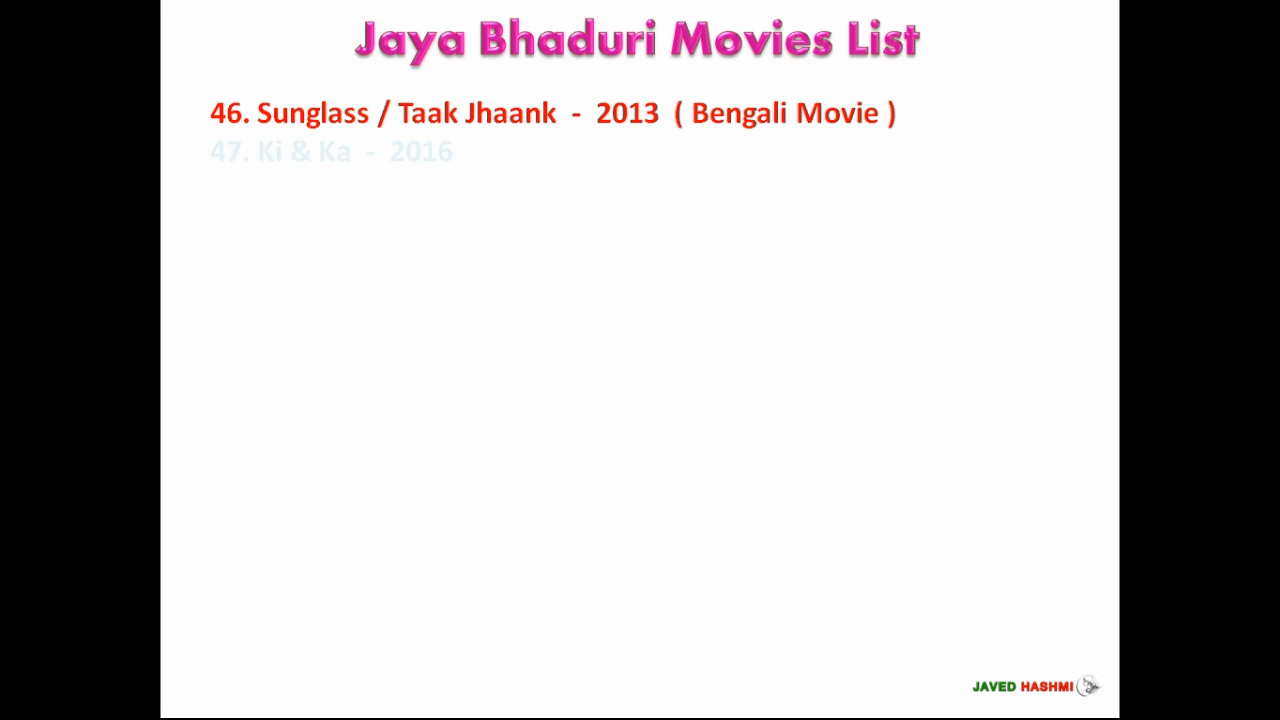 Jaya Bhaduri Movies List
46. Sunglass / Taak Jhaank - 2013 ( Bengali Movie )
47. Ki & Ka - 2016
JAVED HASHMI